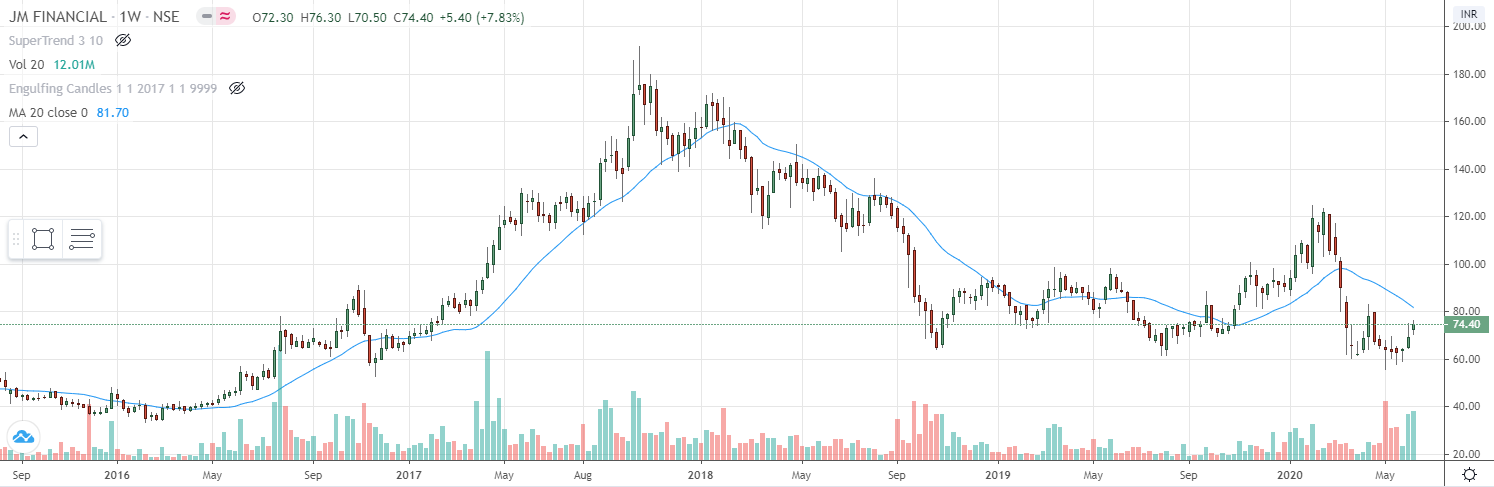 JM FINANCIAL · 1W · NSE O72.30 H76.30 L70.50 C74.40 +5.40 (+7.83%)
INR
SuperTrend 3 10
Vol 20 12.01M
Engulfing Candles 1 1 2017 1 1 9999
MA 20 close 0 81.70
200.00
180.00
160.00
140.00
120.00
100.00
80.00
74.40
60.00
40.00
20.00
Sep 2016 May Sep 2017 May Aug 2018 May Sep 2019 May Sep 2020 May